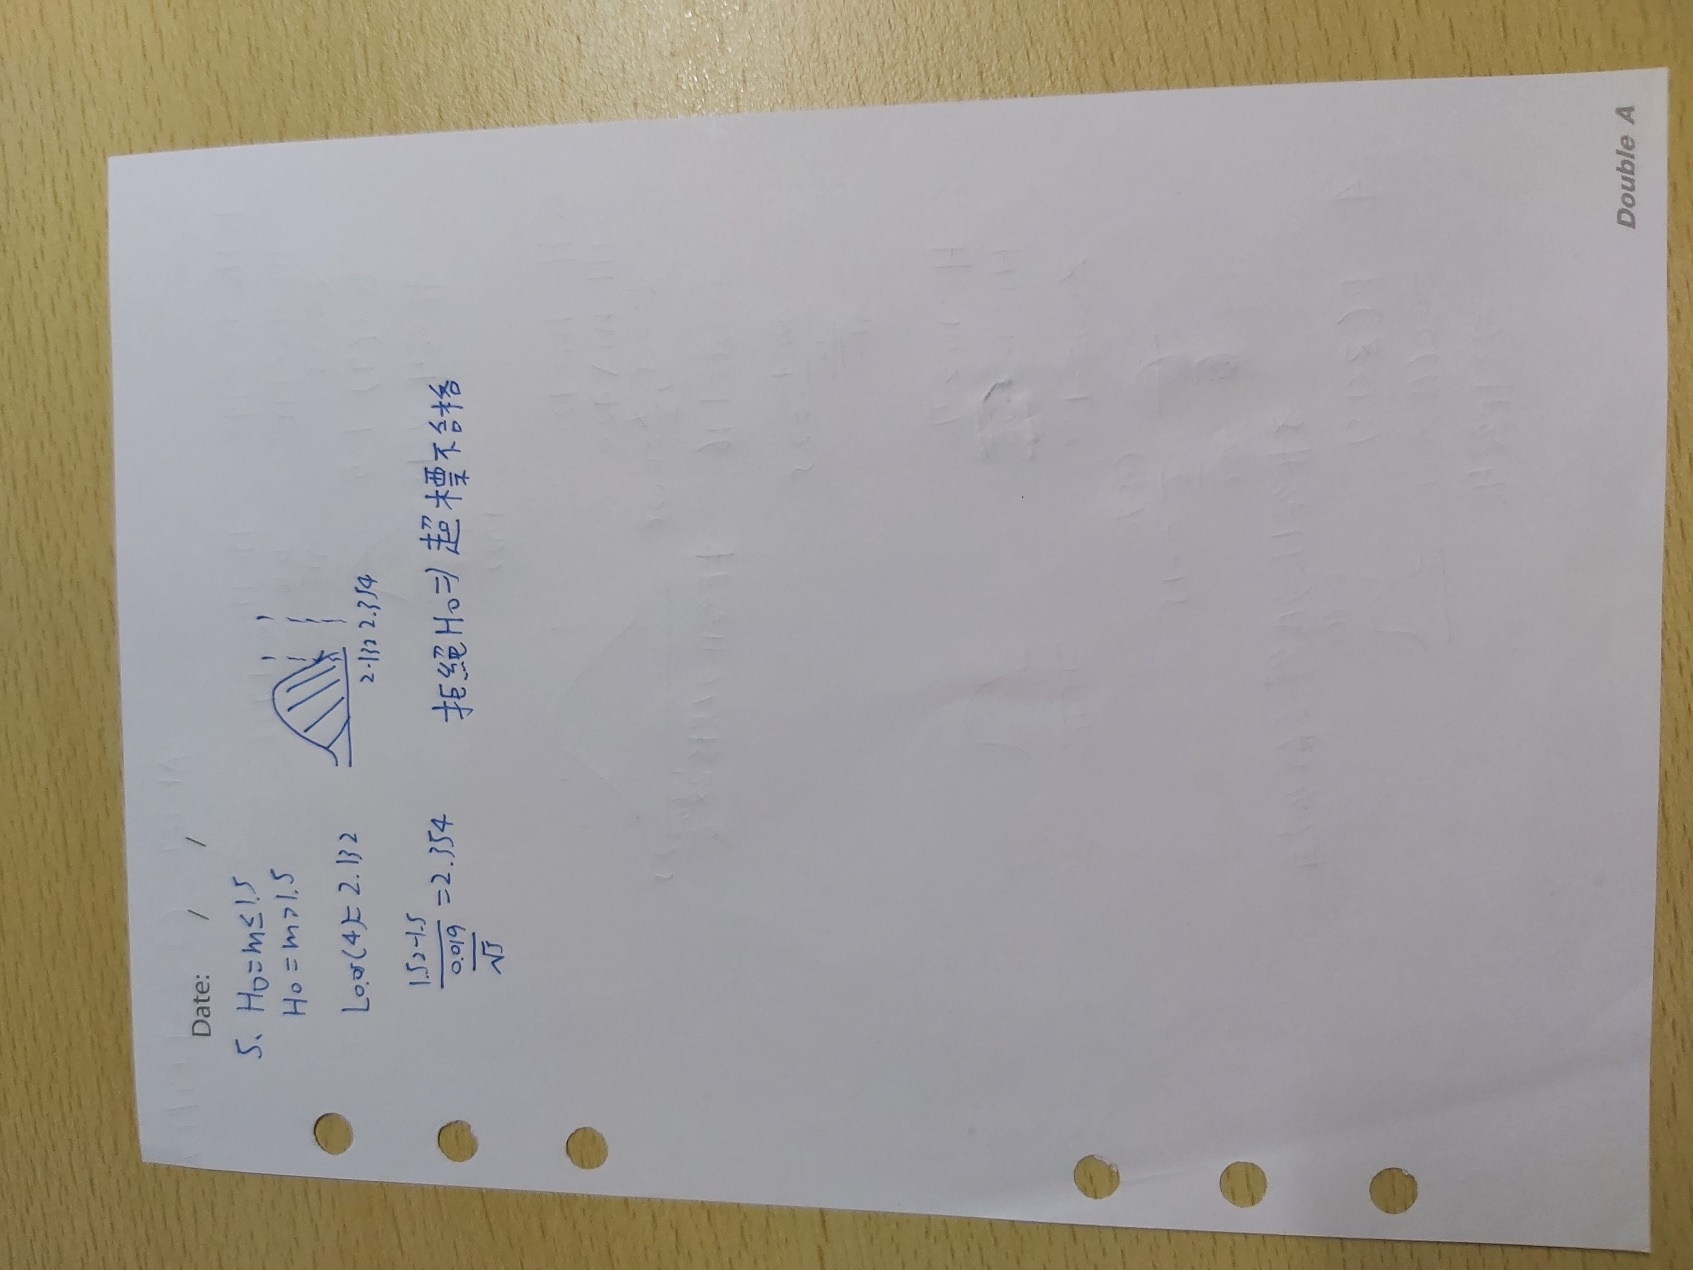 Date: / /
5、H0=m≤1.5
H0=m>1.5
t0.05(4)=2.132
2.132 2.354
1.52-1.5
0.019
√5
=2.354
拒絕H0⇒超標不合格
Double A